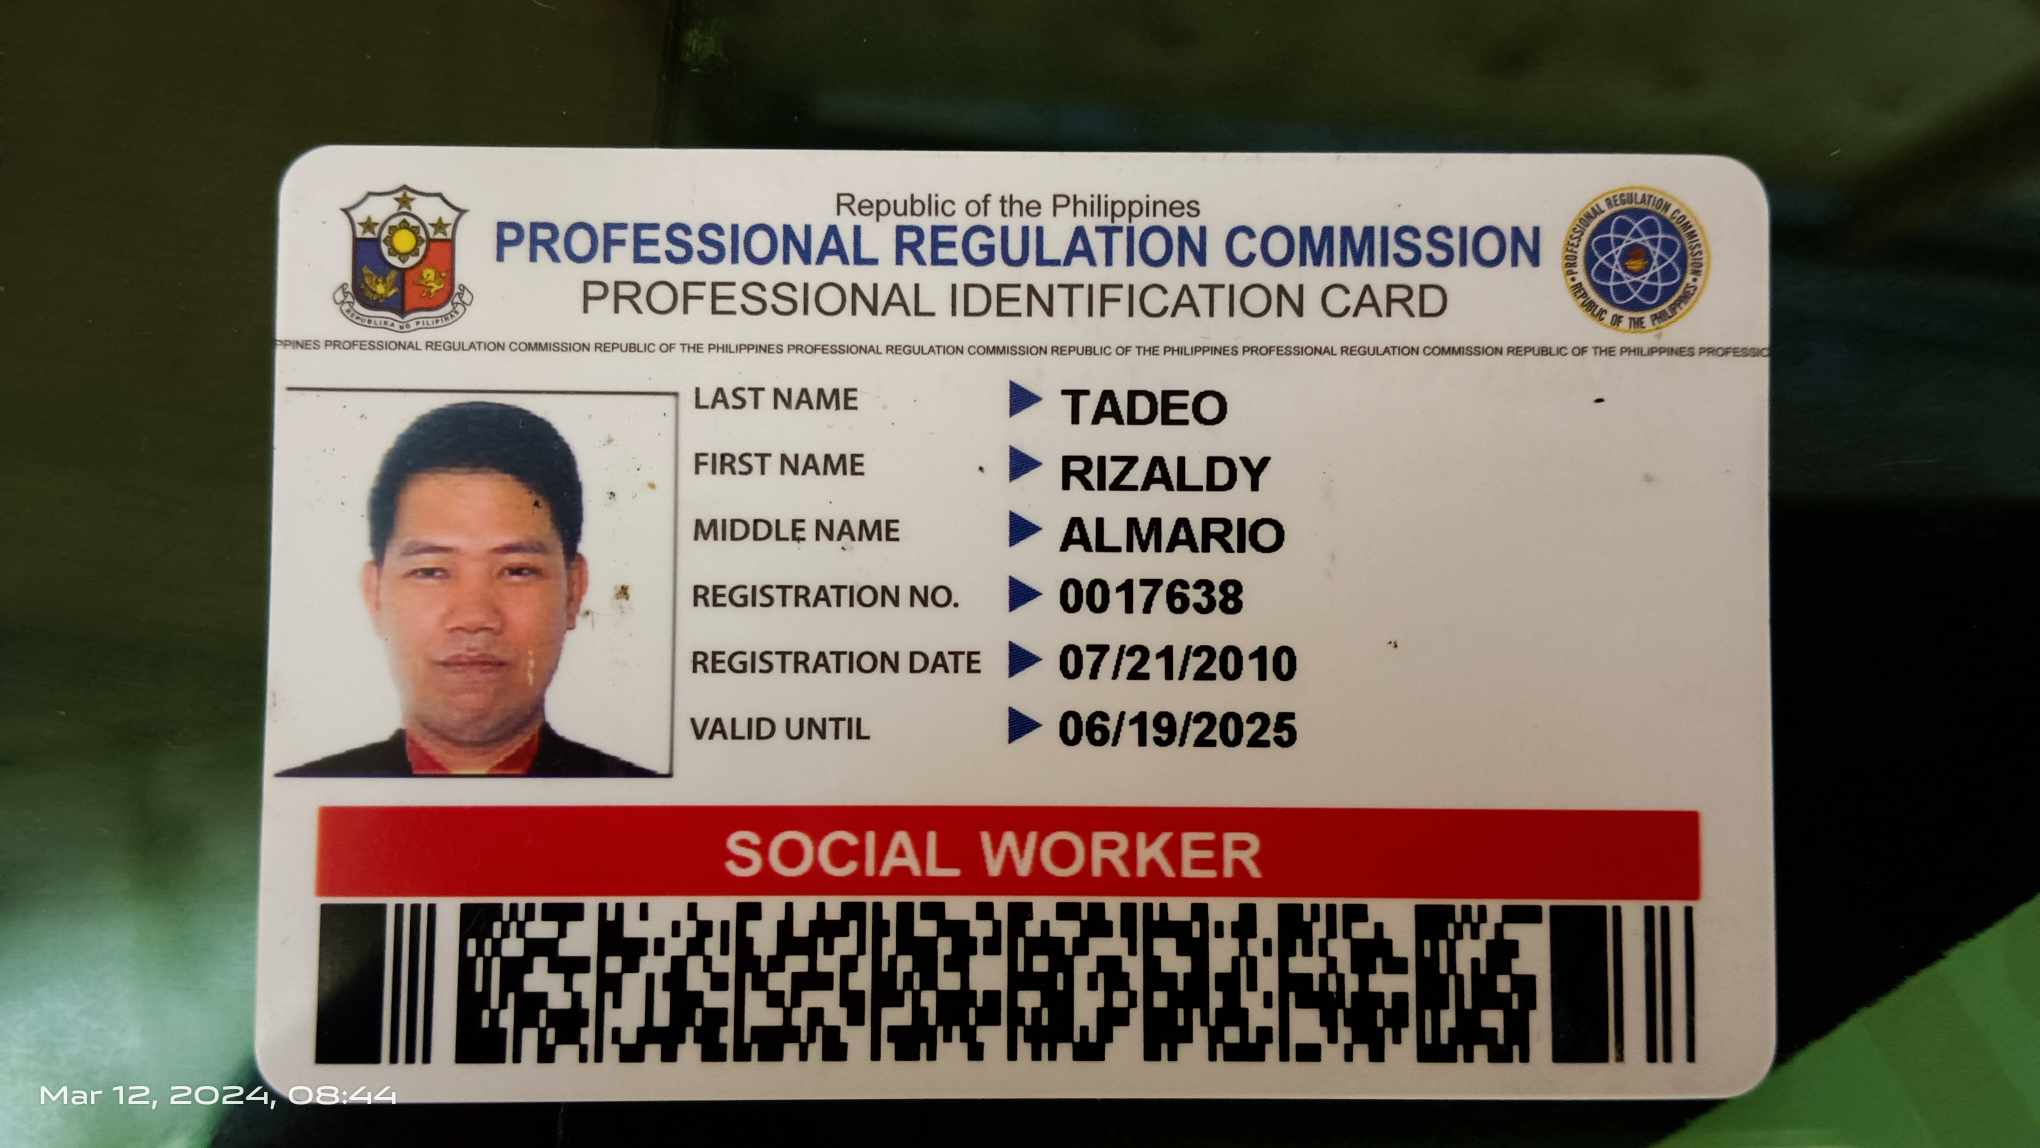 Republic of the Philippines
PROFESSIONAL REGULATION COMMISSION
PROFESSIONAL IDENTIFICATION CARD
REPUBLIKA NG PILIPINAS
PROFESSIONAL REGULATION COMMISSION
REPUBLIC OF THE PHILIPPINES
PPINES PROFESSIONAL REGULATION COMMISSION REPUBLIC OF THE PHILIPPINES PROFESSIONAL REGULATION COMMISSION REPUBLIC OF THE PHILIPPINES PROFESSIONAL REGULATION COMMISSION REPUBLIC OF THE PHILIPPINES PROFESSIO
LAST NAME TADEO
FIRST NAME RIZALDY
MIDDLE NAME ALMARIO
REGISTRATION NO. 0017638
REGISTRATION DATE 07/21/2010
VALID UNTIL 06/19/2025
SOCIAL WORKER
Mar 12, 2024, 08:44